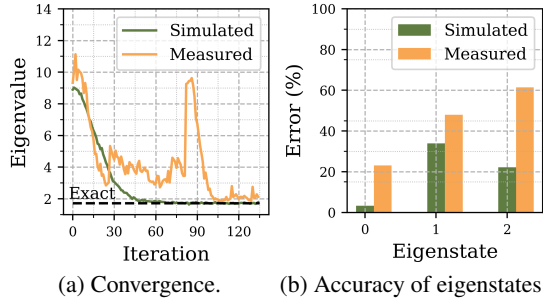 14
12
10
8
6
4
2
Eigenvalue
Simulated
Measured
Exact
0 30 60 90 120
Iteration
(a) Convergence.
100
80
60
40
20
0
Error (%)
Simulated
Measured
0 1 2
Eigenstate
(b) Accuracy of eigenstates